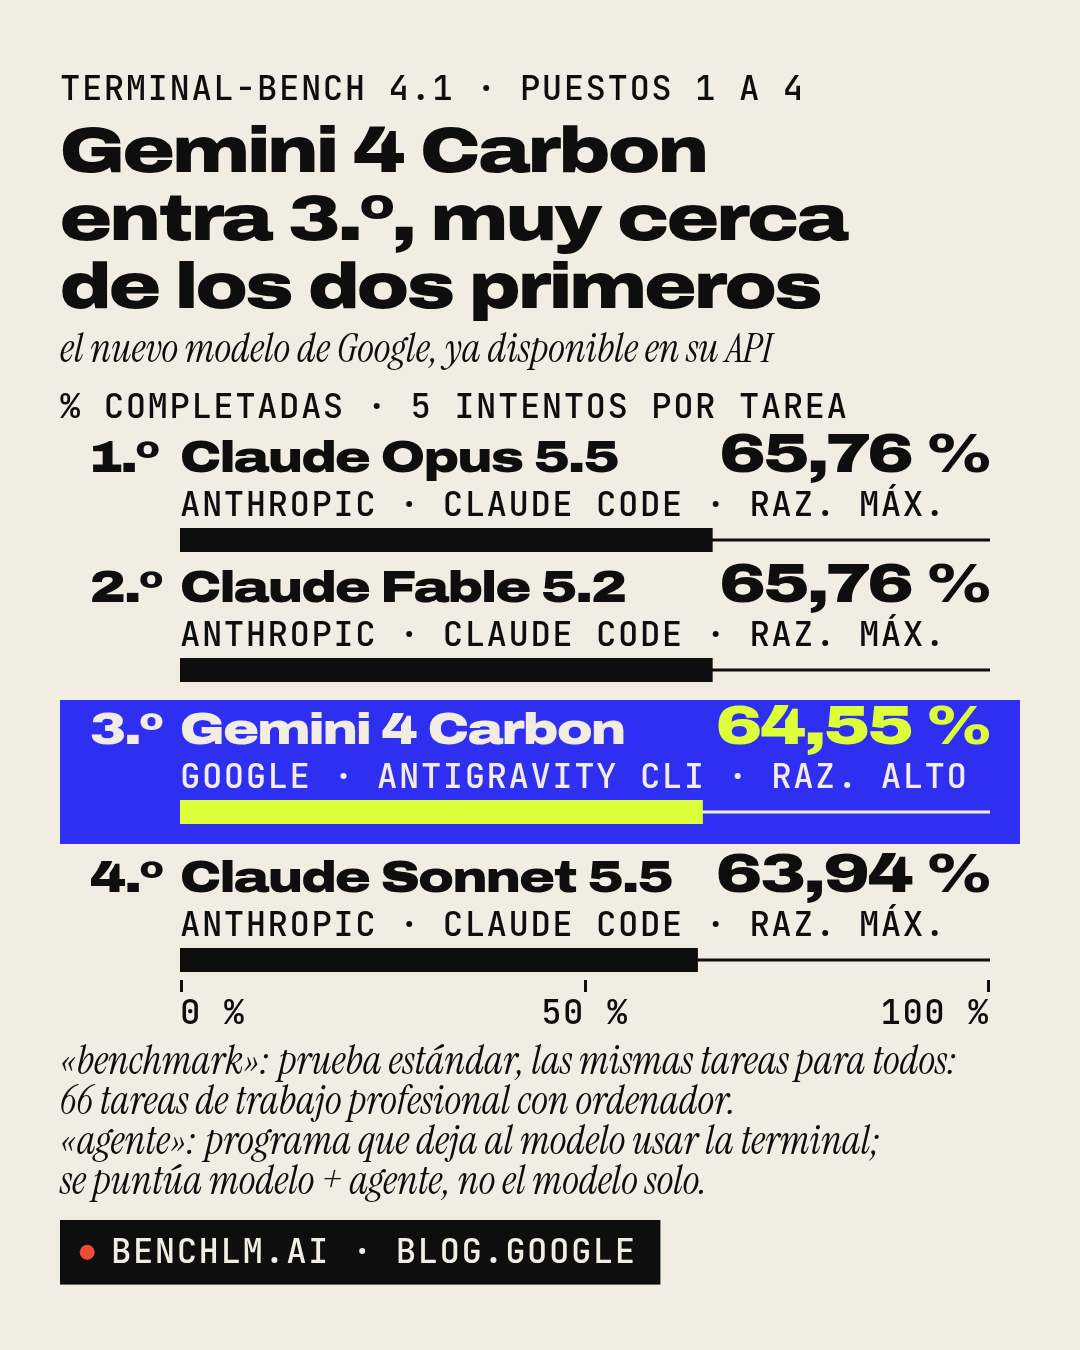 TERMINAL-BENCH 4.1 · PUESTOS 1 A 4
Gemini 4 Carbon
entra 3.º, muy cerca
de los dos primeros
el nuevo modelo de Google, ya disponible en su API
% COMPLETADAS · 5 INTENTOS POR TAREA
1.º Claude Opus 5.5 65,76 %
ANTHROPIC · CLAUDE CODE · RAZ. MÁX.
2.º Claude Fable 5.2 65,76 %
ANTHROPIC · CLAUDE CODE · RAZ. MÁX.
3.º Gemini 4 Carbon 64,55 %
GOOGLE · ANTIGRAVITY CLI · RAZ. ALTO
4.º Claude Sonnet 5.5 63,94 %
ANTHROPIC · CLAUDE CODE · RAZ. MÁX.
0 % 50 % 100 %
«benchmark»: prueba estándar, las mismas tareas para todos:
66 tareas de trabajo profesional con ordenador.
«agente»: programa que deja al modelo usar la terminal;
se puntúa modelo + agente, no el modelo solo.
BENCHLM.AI · BLOG.GOOGLE